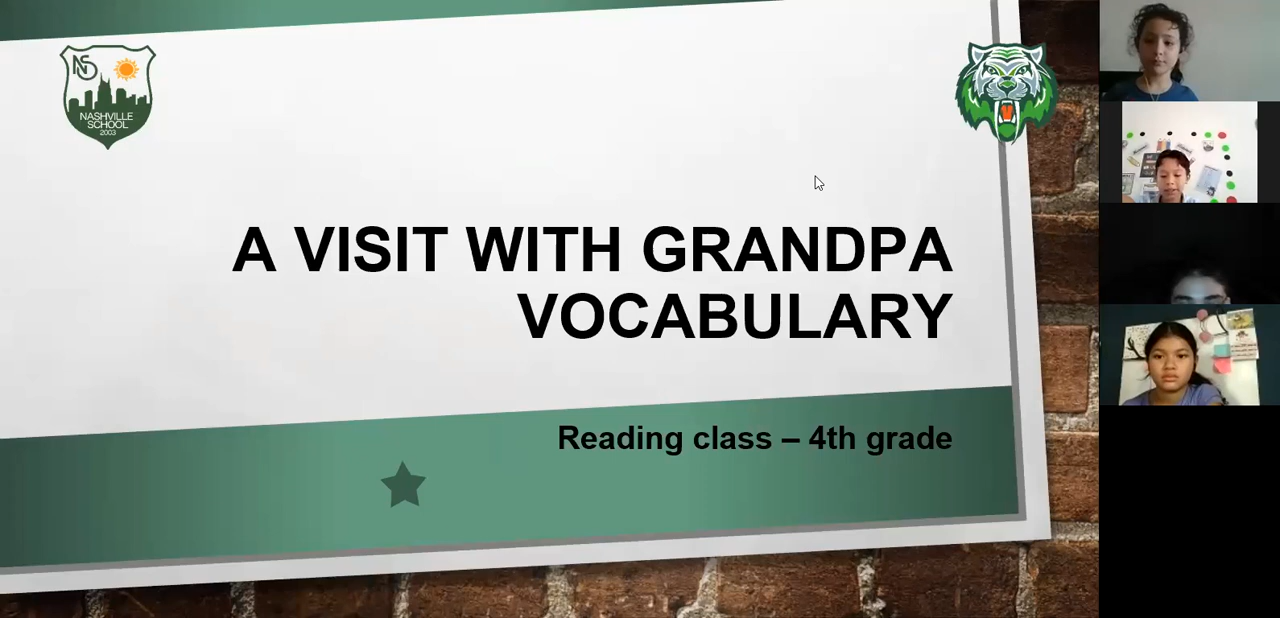 NS
NASHVILLE
SCHOOL
2003
A VISIT WITH GRANDPA
VOCABULARY
Reading class – 4th grade